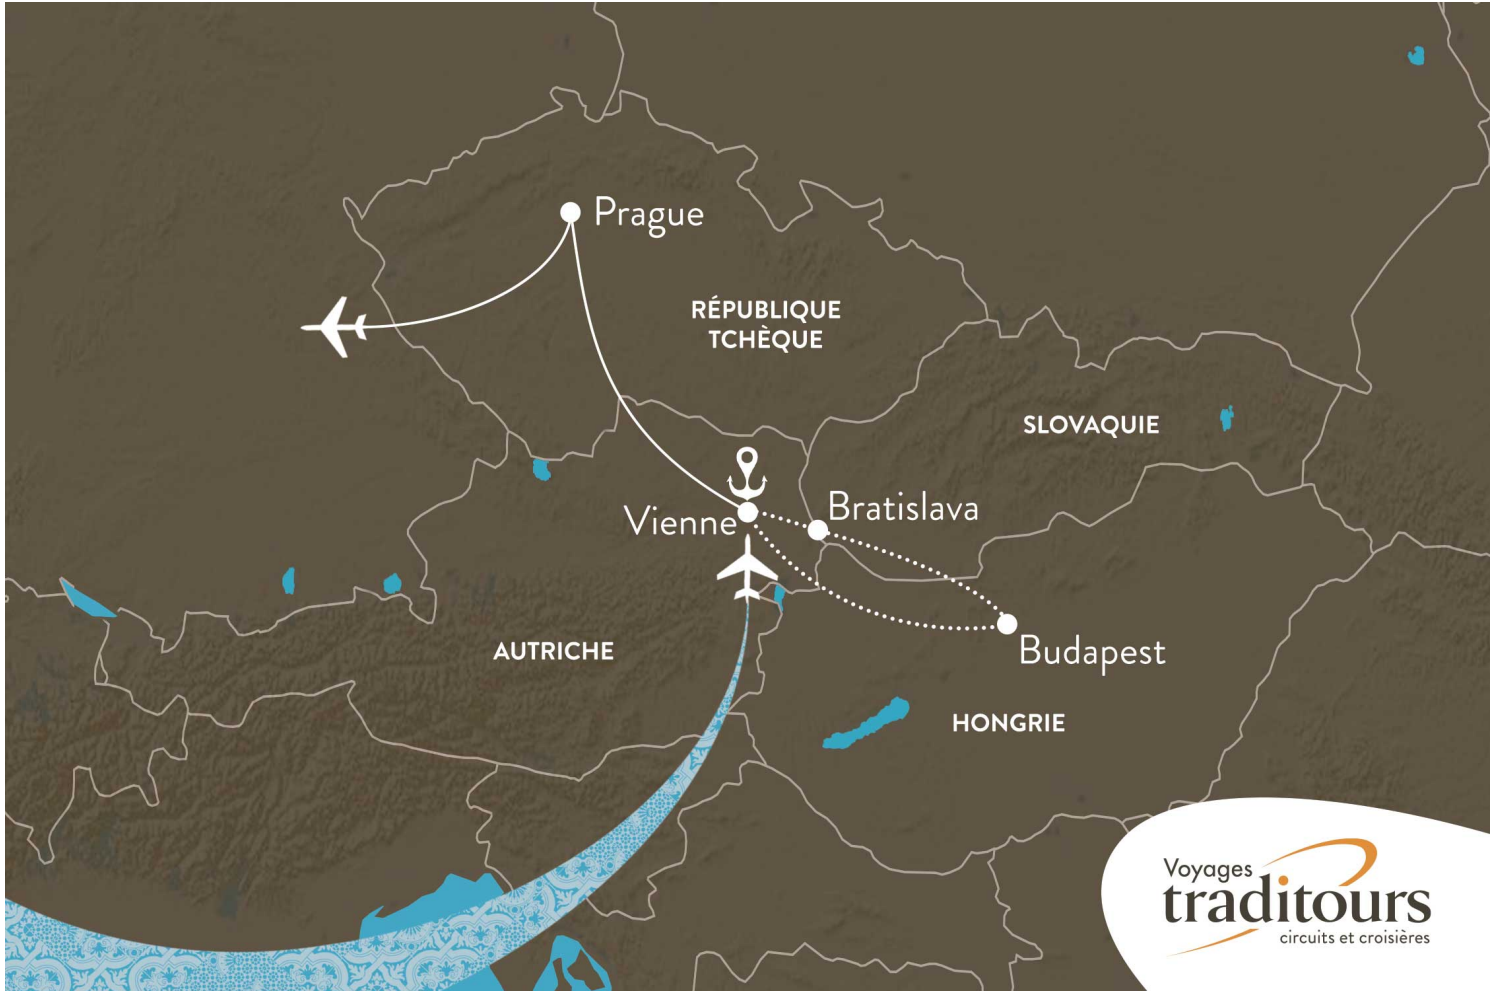 Prague
RÉPUBLIQUE
TCHÈQUE
SLOVAQUIE
Bratislava
Vienne
AUTRICHE
Budapest
HONGRIE
Voyages
traditours
circuits et croisières